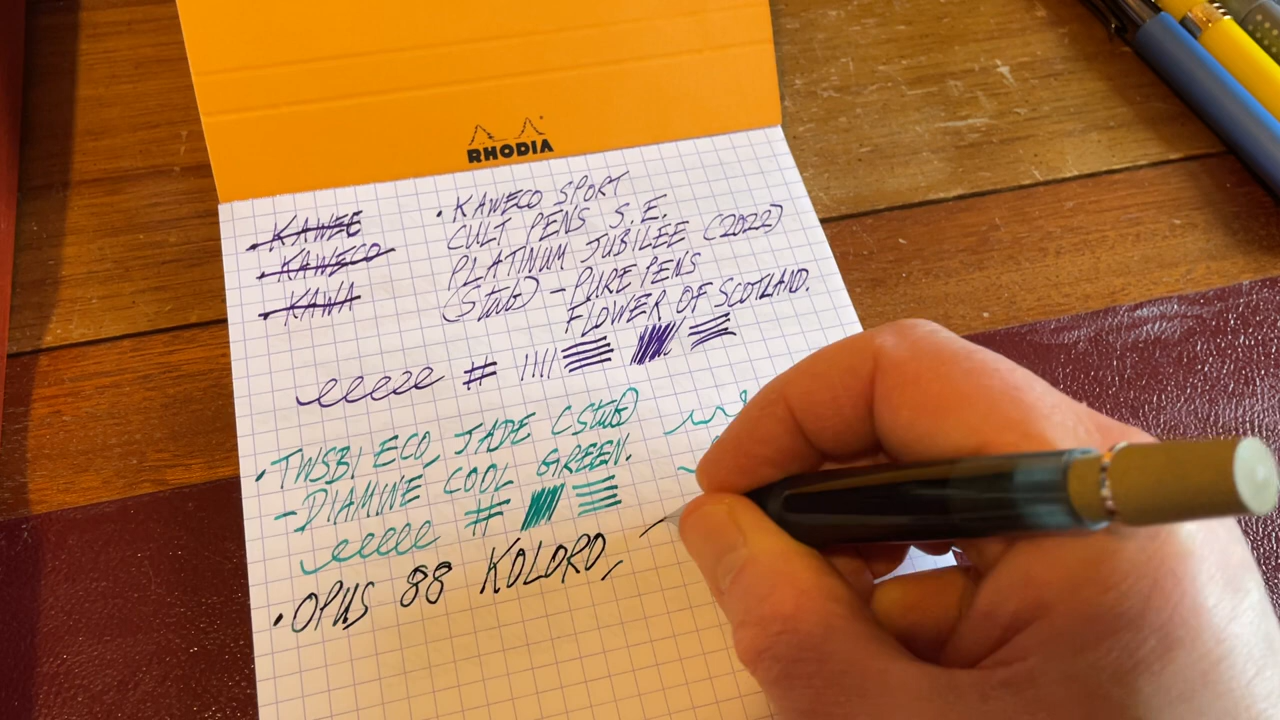 RHODIA
KAWEE
KAWECO
KAWA
• KAWECO SPORT
CULT PENS S.E.
PLATINUM JUBILEE (2022)
(Stub) - PURE PENS
FLOWER OF SCOTLAND.
eeeee # ||||
• TWSBI ECO, JADE (Stub)
- DIAMINE COOL GREEN.
eeeee #
• OPUS 88 KOLORO,